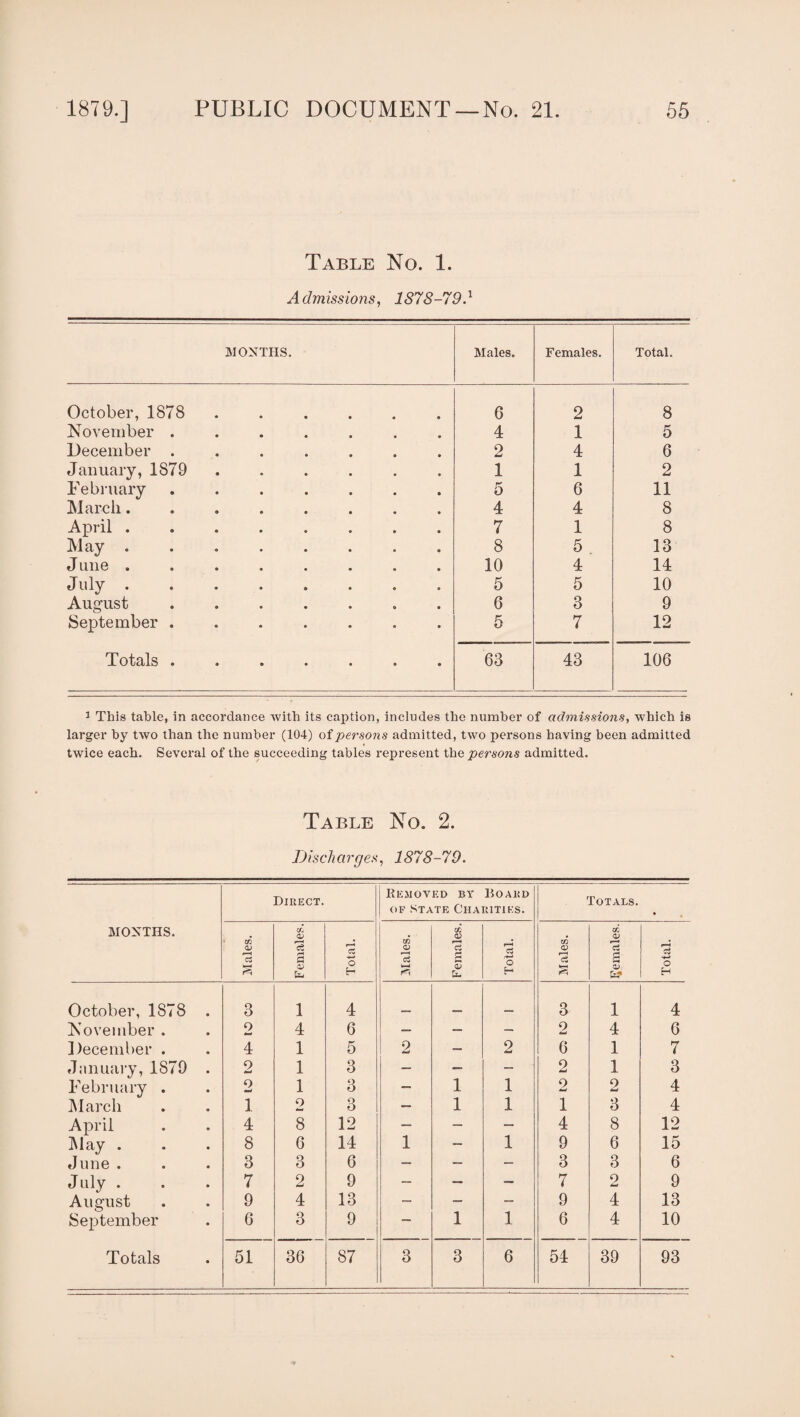 1879.] PUBLIC DOCUMENT — No. 21. 55
Table No. 1.
Admissions, 1878-79.¹
MONTHS. Males. Females. Total.
October, 1878 . . . . . . 6 2 8
November . . . . . . . 4 1 5
December . . . . . . . 2 4 6
January, 1879 . . . . . . 1 1 2
February . . . . . . . 5 6 11
March . . . . . . . . 4 4 8
April . . . . . . . . 7 1 8
May . . . . . . . . 8 5 13
June . . . . . . . . 10 4 14
July . . . . . . . . 5 5 10
August . . . . . . . 6 3 9
September . . . . . . . 5 7 12
Totals . . . . . . . 63 43 106
¹ This table, in accordance with its caption, includes the number of admissions, which is
larger by two than the number (104) of persons admitted, two persons having been admitted
twice each. Several of the succeeding tables represent the persons admitted.
Table No. 2.
Discharges, 1878-79.
MONTHS. Direct. Removed by Board of State Charities. Totals.
Males. Females. Total. Males. Females. Total. Males. Females. Total.
October, 1878 . 3 1 4 – – – 3 1 4
November . . 2 4 6 – – – 2 4 6
December . . 4 1 5 2 – 2 6 1 7
January, 1879 . 2 1 3 – – – 2 1 3
February . . 2 1 3 – 1 1 2 2 4
March . . 1 2 3 – 1 1 1 3 4
April . . 4 8 12 – – – 4 8 12
May . . . 8 6 14 1 – 1 9 6 15
June . . . 3 3 6 – – – 3 3 6
July . . . 7 2 9 – – – 7 2 9
August . . 9 4 13 – – – 9 4 13
September . 6 3 9 – 1 1 6 4 10
Totals . 51 36 87 3 3 6 54 39 93